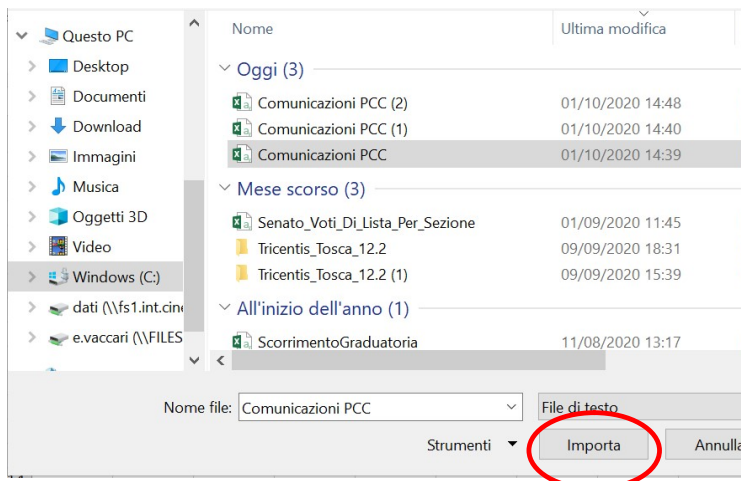 Questo PC
Desktop
Documenti
Download
Immagini
Musica
Oggetti 3D
Video
Windows (C:)
dati (\\fs1.int.cine
e.vaccari (\\FILES
Nome Ultima modifica
Oggi (3)
Comunicazioni PCC (2) 01/10/2020 14:48
Comunicazioni PCC (1) 01/10/2020 14:40
Comunicazioni PCC 01/10/2020 14:39
Mese scorso (3)
Senato_Voti_Di_Lista_Per_Sezione 01/09/2020 11:45
Tricentis_Tosca_12.2 09/09/2020 18:31
Tricentis_Tosca_12.2 (1) 09/09/2020 15:39
All'inizio dell'anno (1)
ScorrimentoGraduatoria 11/08/2020 13:17
Nome file: Comunicazioni PCC File di testo
Strumenti Importa Annulla